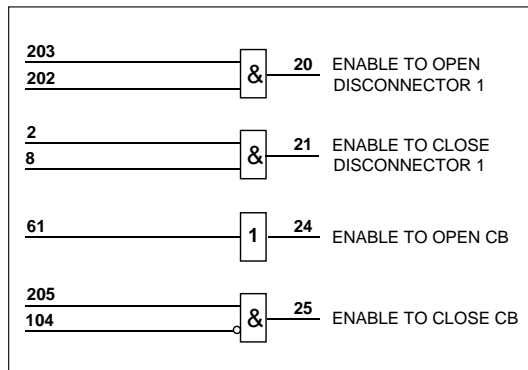 203
202
& 20 ENABLE TO OPEN
DISCONNECTOR 1
2
8
& 21 ENABLE TO CLOSE
DISCONNECTOR 1
61
1 24 ENABLE TO OPEN CB
205
104
& 25 ENABLE TO CLOSE CB